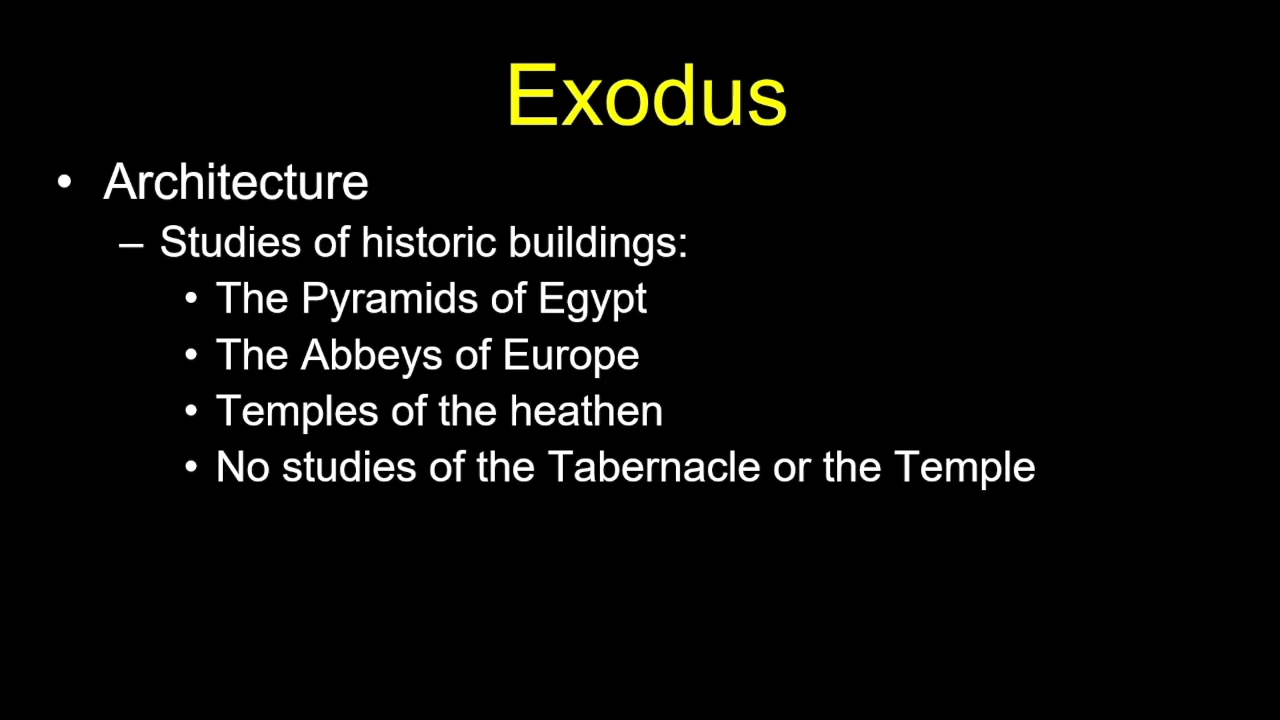 Exodus
• Architecture
– Studies of historic buildings:
• The Pyramids of Egypt
• The Abbeys of Europe
• Temples of the heathen
• No studies of the Tabernacle or the Temple